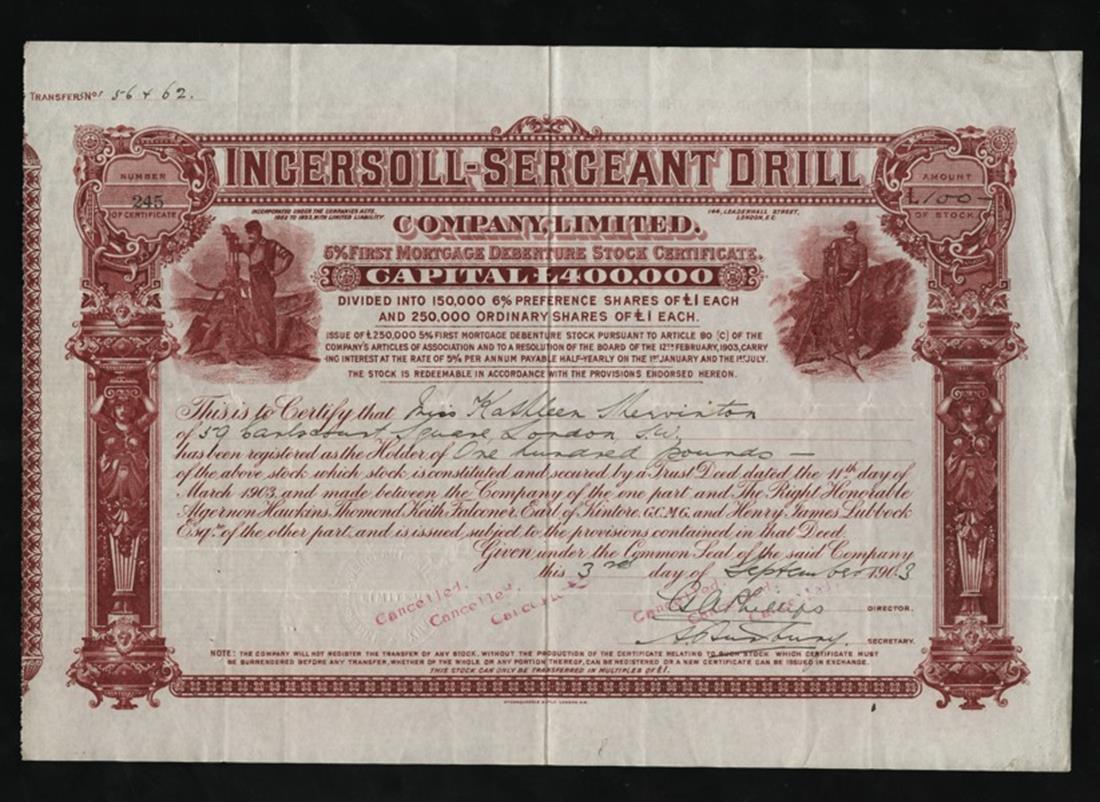 TRANSFERS Nos 56 & 62.
NUMBER
245
OF CERTIFICATE
AMOUNT
£100 —
OF STOCK
INGERSOLL-SERGEANT DRILL
INCORPORATED UNDER THE COMPANIES ACTS,
1862 TO 1893, WITH LIMITED LIABILITY.
144, LEADENHALL STREET,
LONDON, E.C.
COMPANY, LIMITED.
5% FIRST MORTGAGE DEBENTURE STOCK CERTIFICATE.
CAPITAL £400,000
DIVIDED INTO 150,000 6% PREFERENCE SHARES OF £1 EACH
AND 250,000 ORDINARY SHARES OF £1 EACH.
ISSUE OF £250,000 5% FIRST MORTGAGE DEBENTURE STOCK PURSUANT TO ARTICLE 80 [C] OF THE
COMPANY'S ARTICLES OF ASSOCIATION AND TO A RESOLUTION OF THE BOARD OF THE 12TH FEBRUARY, 1903, CARRY
-ING INTEREST AT THE RATE OF 5% PER ANNUM PAYABLE HALF-YEARLY ON THE 1ST JANUARY AND THE 1ST JULY.
THE STOCK IS REDEEMABLE IN ACCORDANCE WITH THE PROVISIONS ENDORSED HEREON.
This is to Certify that Miss Kathleen Shervinton
of 59 Earls Court Square, London, S.W.
has been registered as the Holder of One hundred pounds —
of the above stock which stock is constituted and secured by a Trust Deed dated the 11th day of
March 1903, and made between the Company of the one part and The Right Honorable
Algernon Hawkins Thomond Keith Falconer, Earl of Kintore, G.C.M.G., and Henry James Lubbock
Esqre of the other part, and is issued subject to the provisions contained in that Deed.
Given under the Common Seal of the said Company
this 3rd day of September 1903
Cancelled.
Cancelled.
Cancelled.
Cancelled.
Cancelled.
Cancelled.
Phillips
DIRECTOR.
SECRETARY.
NOTE: THE COMPANY WILL NOT REGISTER THE TRANSFER OF ANY STOCK, WITHOUT THE PRODUCTION OF THE CERTIFICATE RELATING TO SUCH STOCK WHICH CERTIFICATE MUST
BE SURRENDERED BEFORE ANY TRANSFER, WHETHER OF THE WHOLE OR ANY PORTION THEREOF, CAN BE REGISTERED OR A NEW CERTIFICATE CAN BE ISSUED IN EXCHANGE.
THIS STOCK CAN ONLY BE TRANSFERRED IN MULTIPLES OF £1.